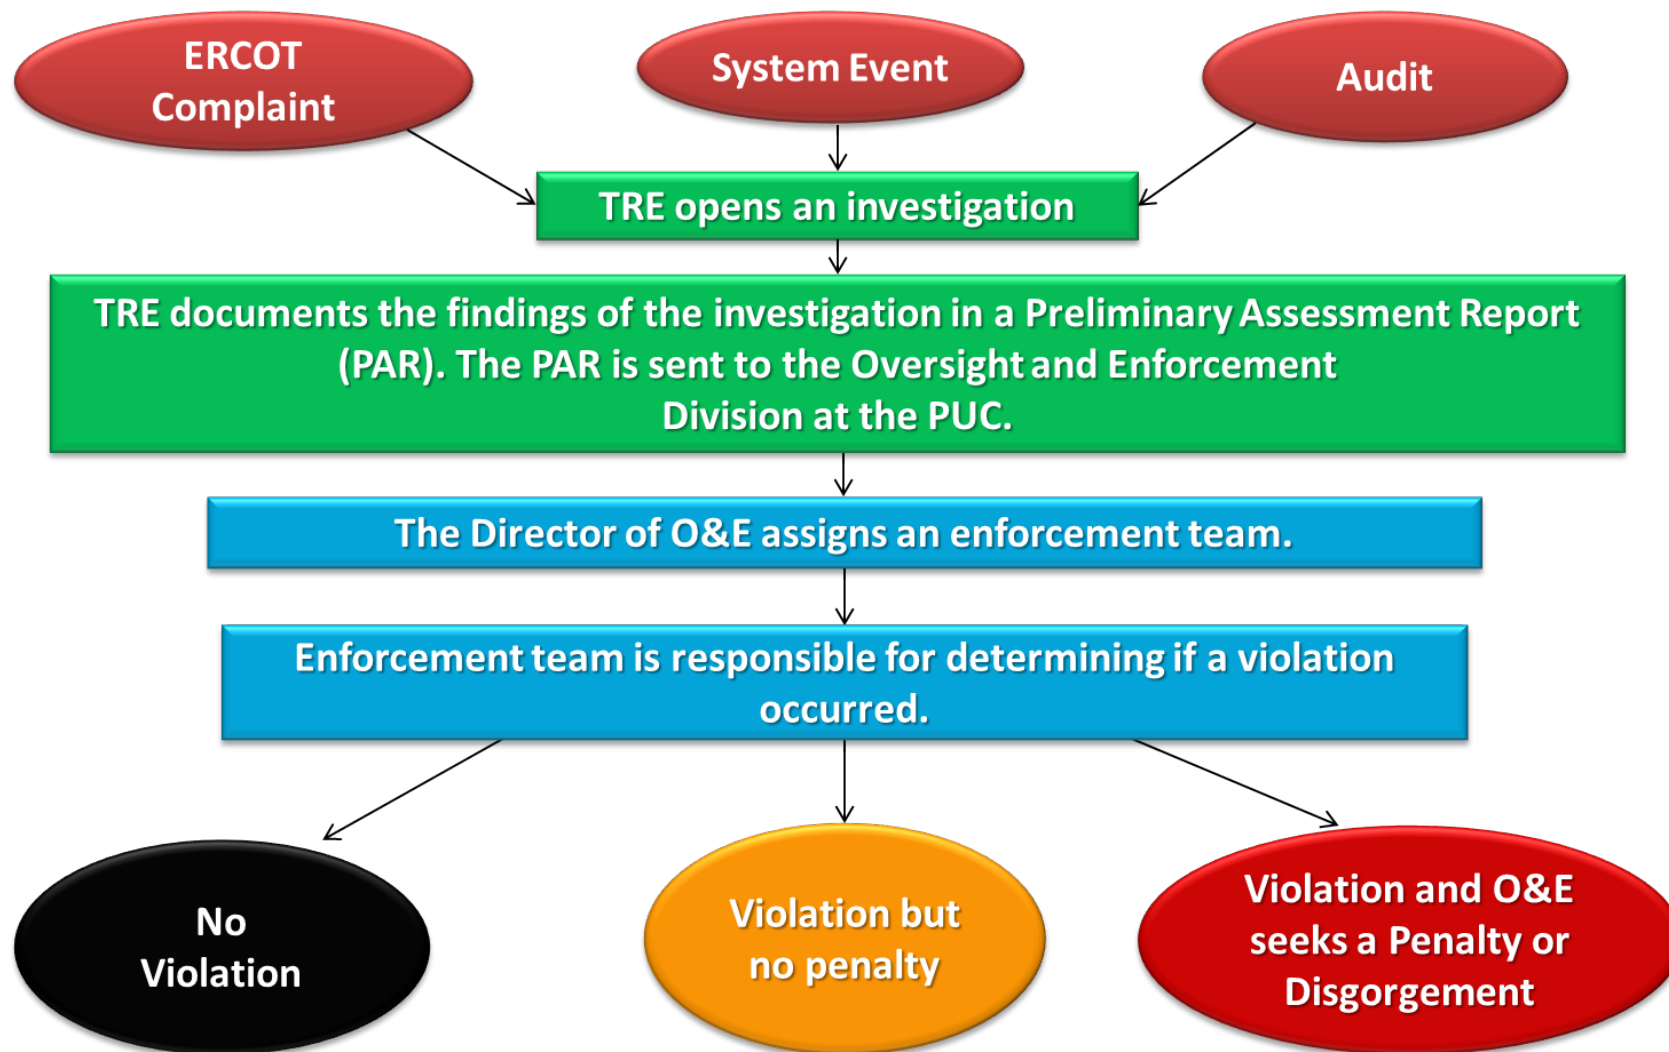 ERCOT
Complaint
System Event
Audit
TRE opens an investigation
TRE documents the findings of the investigation in a Preliminary Assessment Report
(PAR). The PAR is sent to the Oversight and Enforcement
Division at the PUC.
The Director of O&E assigns an enforcement team.
Enforcement team is responsible for determining if a violation
occurred.
No
Violation
Violation but
no penalty
Violation and O&E
seeks a Penalty or
Disgorgement